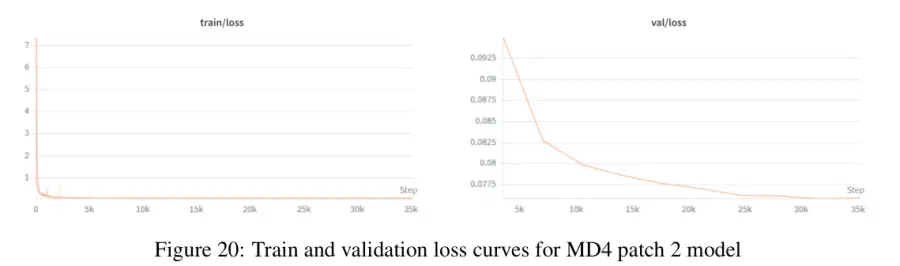 train/loss
7
6
5
4
3
2
1
Step
0 5k 10k 15k 20k 25k 30k 35k
val/loss
0.0925
0.09
0.0875
0.085
0.0825
0.08
0.0775
Step
5k 10k 15k 20k 25k 30k 35k
Figure 20: Train and validation loss curves for MD4 patch 2 model